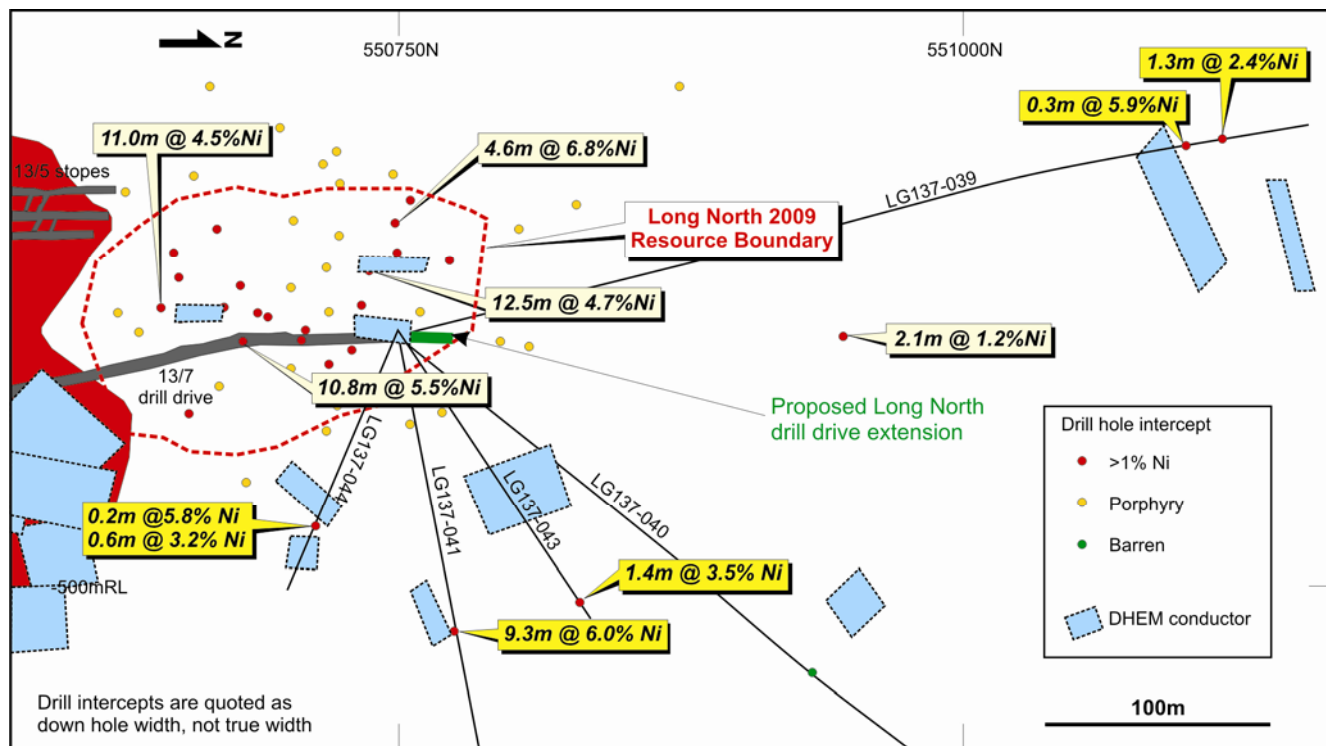 N
550750N
551000N
1.3m @ 2.4%Ni
0.3m @ 5.9%Ni
11.0m @ 4.5%Ni
4.6m @ 6.8%Ni
13/5 stopes
LG137-039
Long North 2009
Resource Boundary
12.5m @ 4.7%Ni
2.1m @ 1.2%Ni
13/7
drill drive
10.8m @ 5.5%Ni
Proposed Long North
drill drive extension
LG137-044
LG137-041
LG137-043
LG137-040
0.2m @5.8% Ni
0.6m @ 3.2% Ni
1.4m @ 3.5% Ni
9.3m @ 6.0% Ni
-500mRL
Drill hole intercept
>1% Ni
Porphyry
Barren
DHEM conductor
Drill intercepts are quoted as
down hole width, not true width
100m